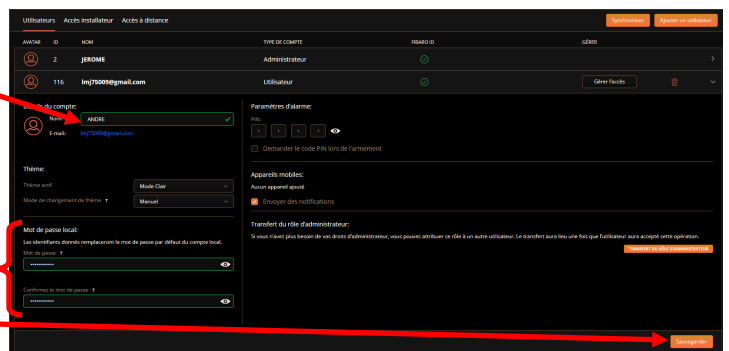 Utilisateurs Accès installateur Accès à distance Synchroniser Ajouter un utilisateur
AVATAR ID NOM TYPE DE COMPTE FIBARO ID GÉRER
2 JEROME Administrateur
116 lmj75009@gmail.com Utilisateur Gérer l'accès
du compte:
Nom: ANDRE
E-mail: lmj75009@gmail.com
Paramètres d'alarme:
PIN:
Demander le code PIN lors de l'armement
Thème:
Thème actif Mode Clair
Mode de changement de thème ? Manuel
Appareils mobiles:
Aucun appareil ajouté
Envoyer des notifications
Mot de passe local:
Les identifiants donnés remplaceront le mot de passe par défaut du compte local.
Mot de passe ?
Confirmez le mot de passe ?
Transfert du rôle d'administrateur:
Si vous n'avez plus besoin de vos droits d'administrateur, vous pouvez attribuer ce rôle à un autre utilisateur. Le transfert aura lieu une fois que l'utilisateur aura accepté cette opération.
TRANSFERT DU RÔLE D'ADMINISTRATEUR
Sauvegarder